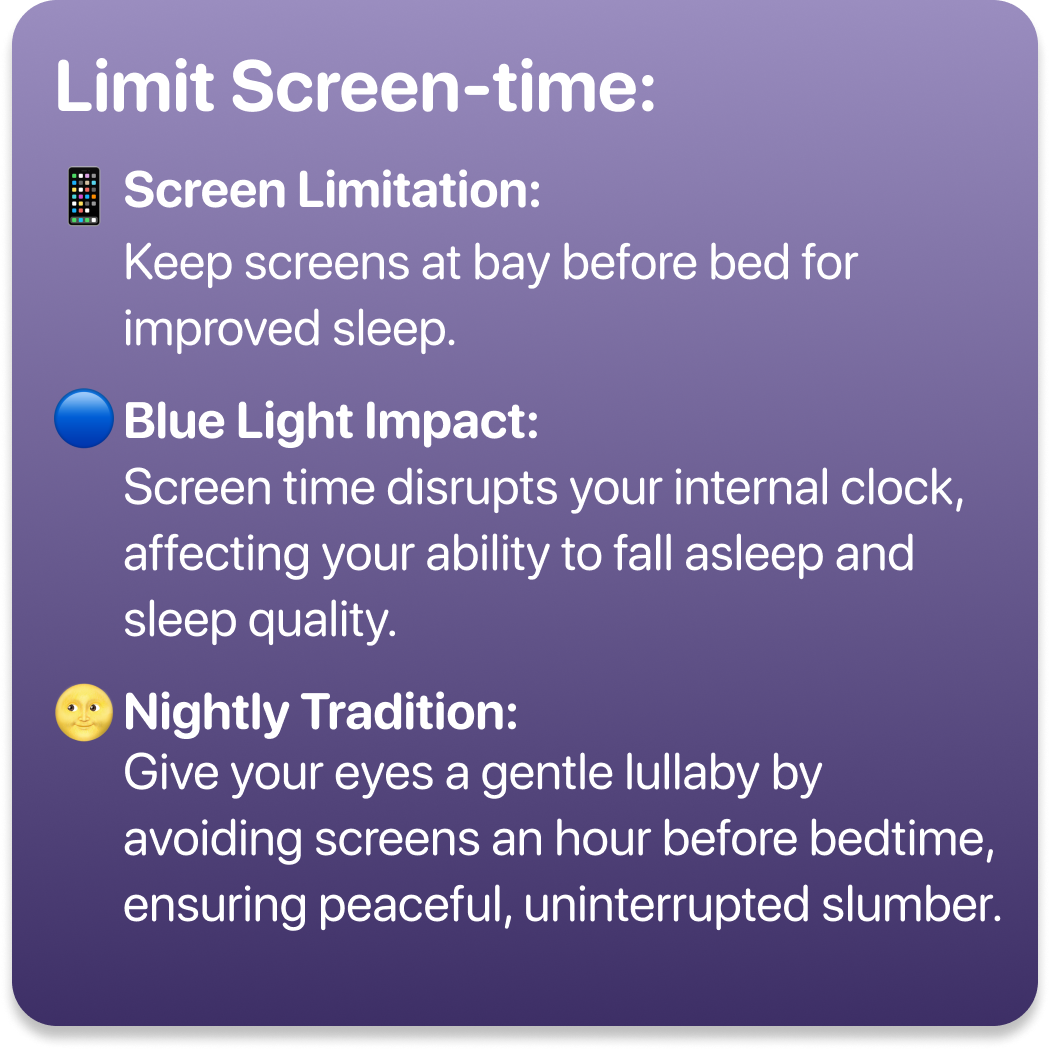 Limit Screen-time:
Screen Limitation:
Keep screens at bay before bed for
improved sleep.
Blue Light Impact:
Screen time disrupts your internal clock,
affecting your ability to fall asleep and
sleep quality.
Nightly Tradition:
Give your eyes a gentle lullaby by
avoiding screens an hour before bedtime,
ensuring peaceful, uninterrupted slumber.